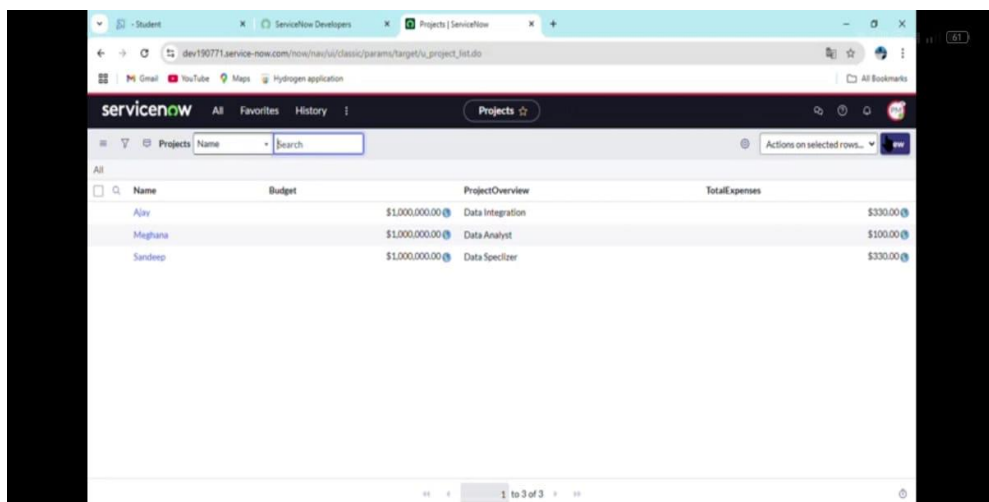 - Student
ServiceNow Developers
Projects | ServiceNow
61
dev190771.service-now.com/now/nav/ui/classic/params/target/u_project_list.do
Gmail YouTube Maps Hydrogen application All Bookmarks
servicenow All Favorites History Projects
Projects Name Search Actions on selected rows...
All
Name Budget ProjectOverview TotalExpenses
Ajay $1,000,000.00 Data Integration $330.00
Meghana $1,000,000.00 Data Analyst $100.00
Sandeep $1,000,000.00 Data Speclizer $330.00
1 to 3 of 3